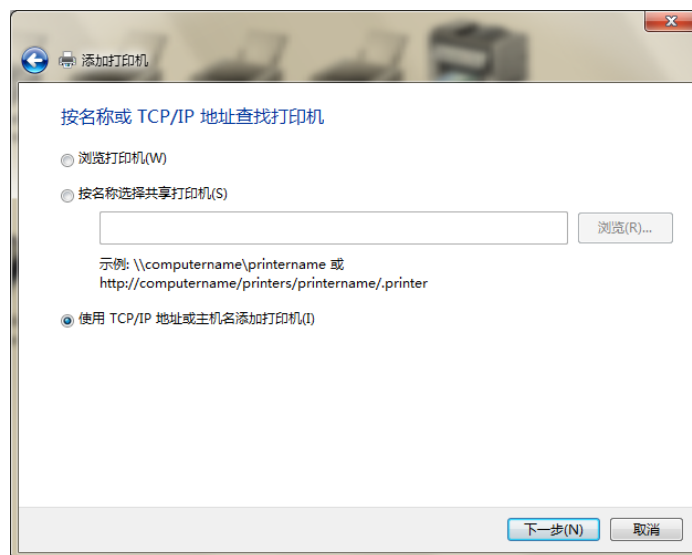 添加打印机
按名称或 TCP/IP 地址查找打印机
浏览打印机(W)
按名称选择共享打印机(S)
浏览(R)...
示例: \\computername\printername 或
http://computername/printers/printername/.printer
使用 TCP/IP 地址或主机名添加打印机(I)
下一步(N)
取消